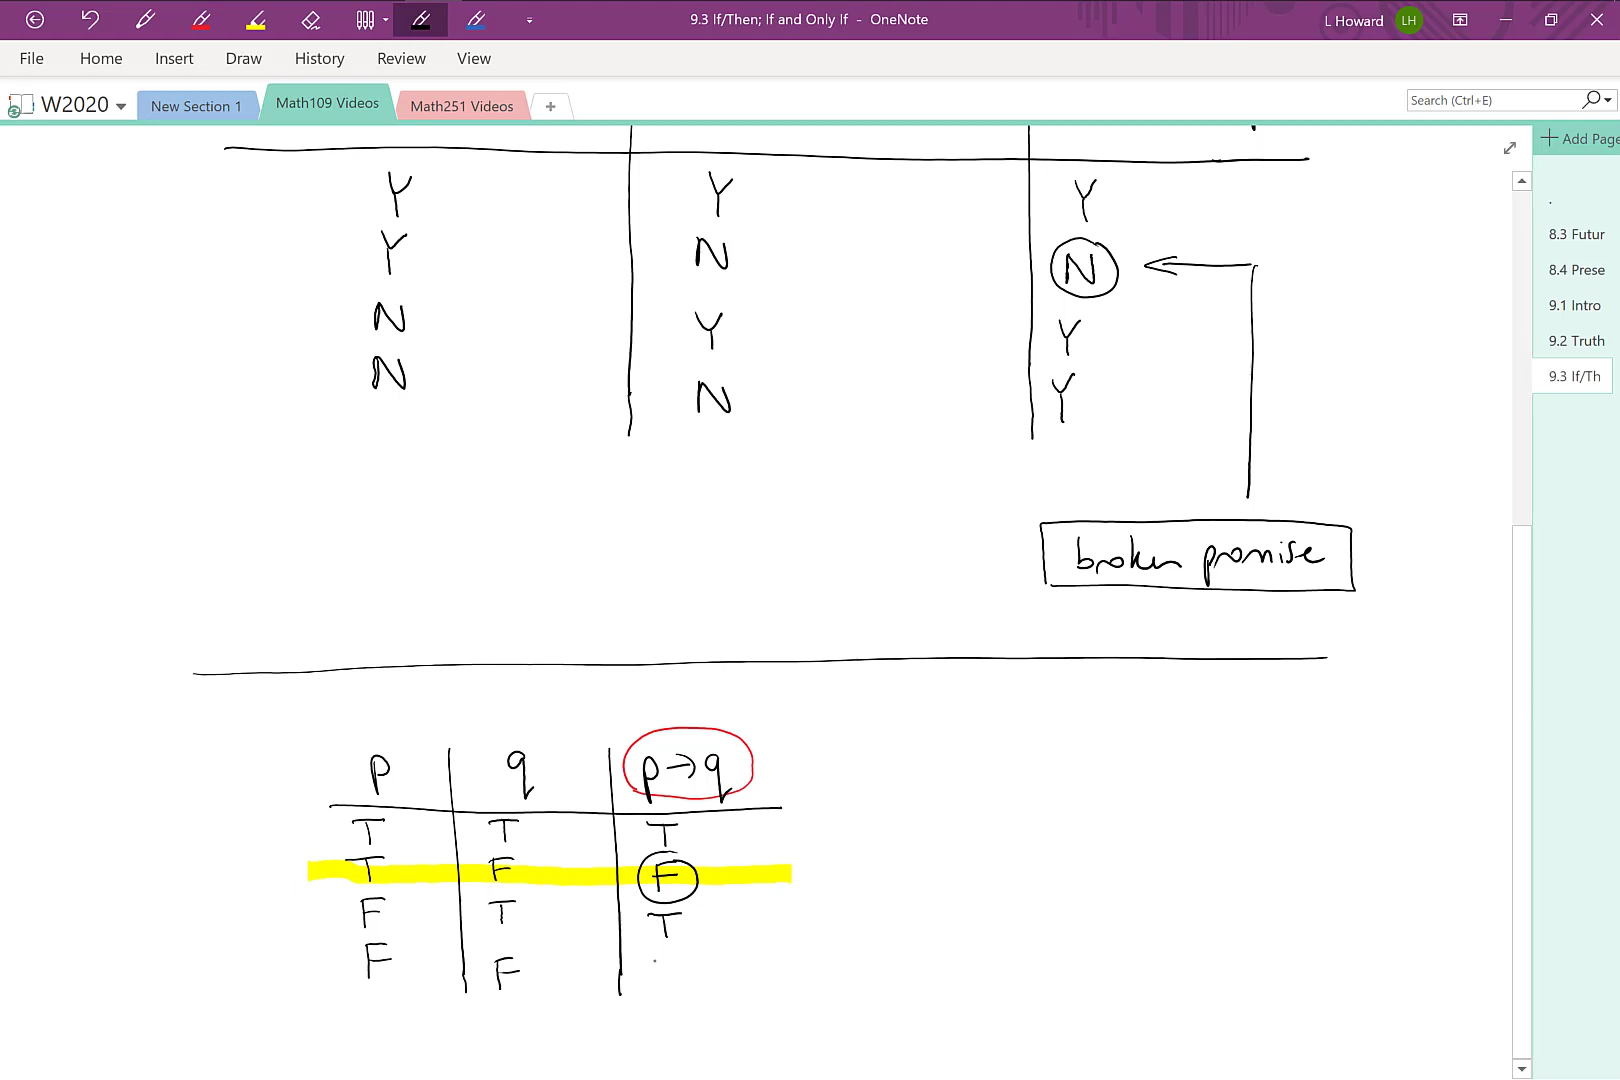 9.3 If/Then; If and Only If - OneNote
L Howard LH
File Home Insert Draw History Review View
W2020 New Section 1 Math109 Videos Math251 Videos
Search (Ctrl+E)
Add Page
.
8.3 Futur
8.4 Prese
9.1 Intro
9.2 Truth
9.3 If/Th
Y Y Y
Y N N
N Y Y
N N Y
broken promise
p q p→q
T T T
T F F
F T T
F F